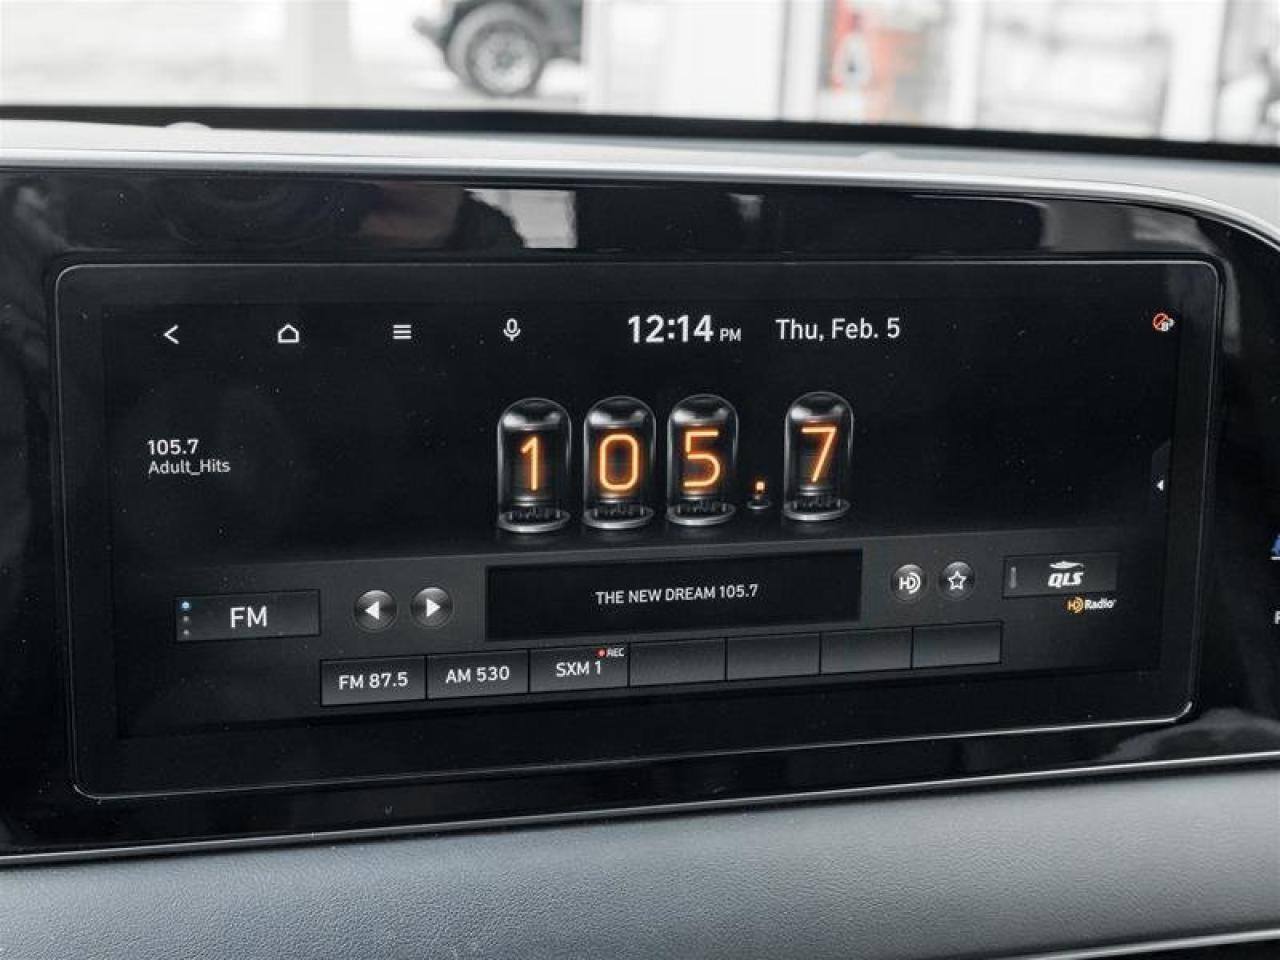 12:14 PM Thu, Feb. 5
105.7
Adult_Hits
105.7
THE NEW DREAM 105.7
HD
QLS
HD Radio
FM
FM 87.5
AM 530
SXM 1
REC